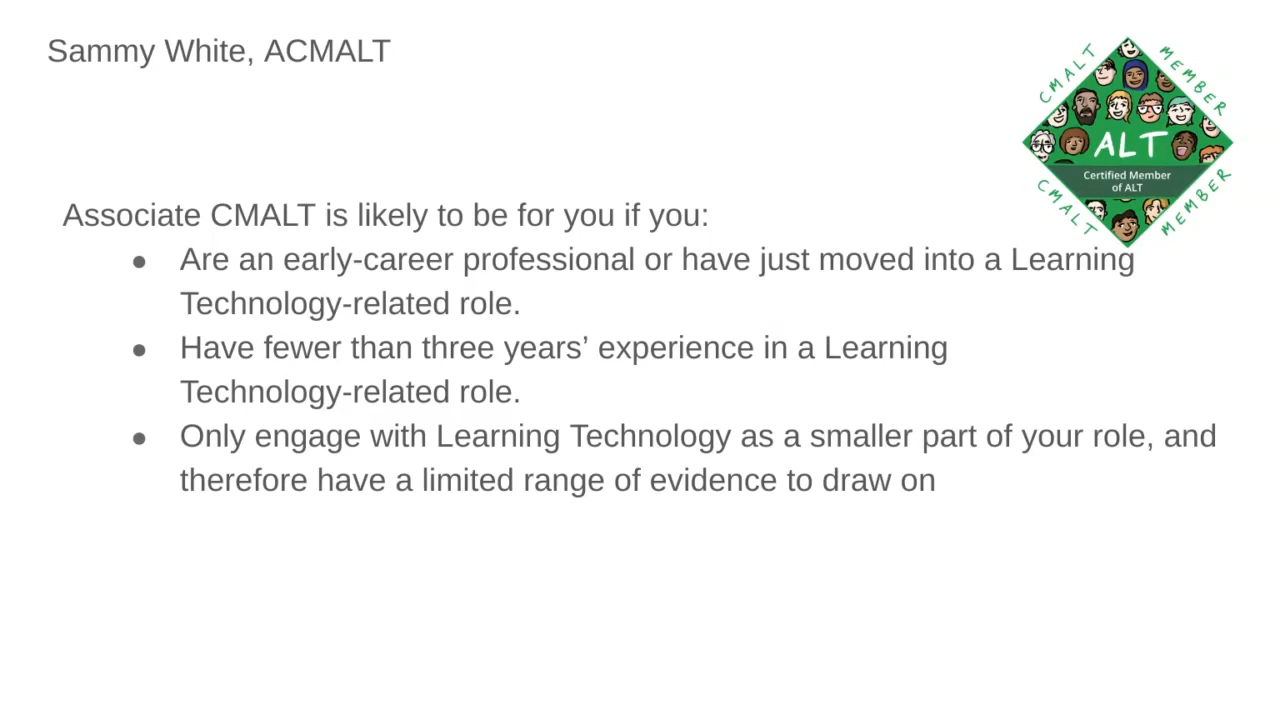 Sammy White, ACMALT
CMALT
MEMBER
ALT
Certified Member
of ALT
CMALT
MEMBER
Associate CMALT is likely to be for you if you:
● Are an early-career professional or have just moved into a Learning
Technology-related role.
● Have fewer than three years’ experience in a Learning
Technology-related role.
● Only engage with Learning Technology as a smaller part of your role, and
therefore have a limited range of evidence to draw on